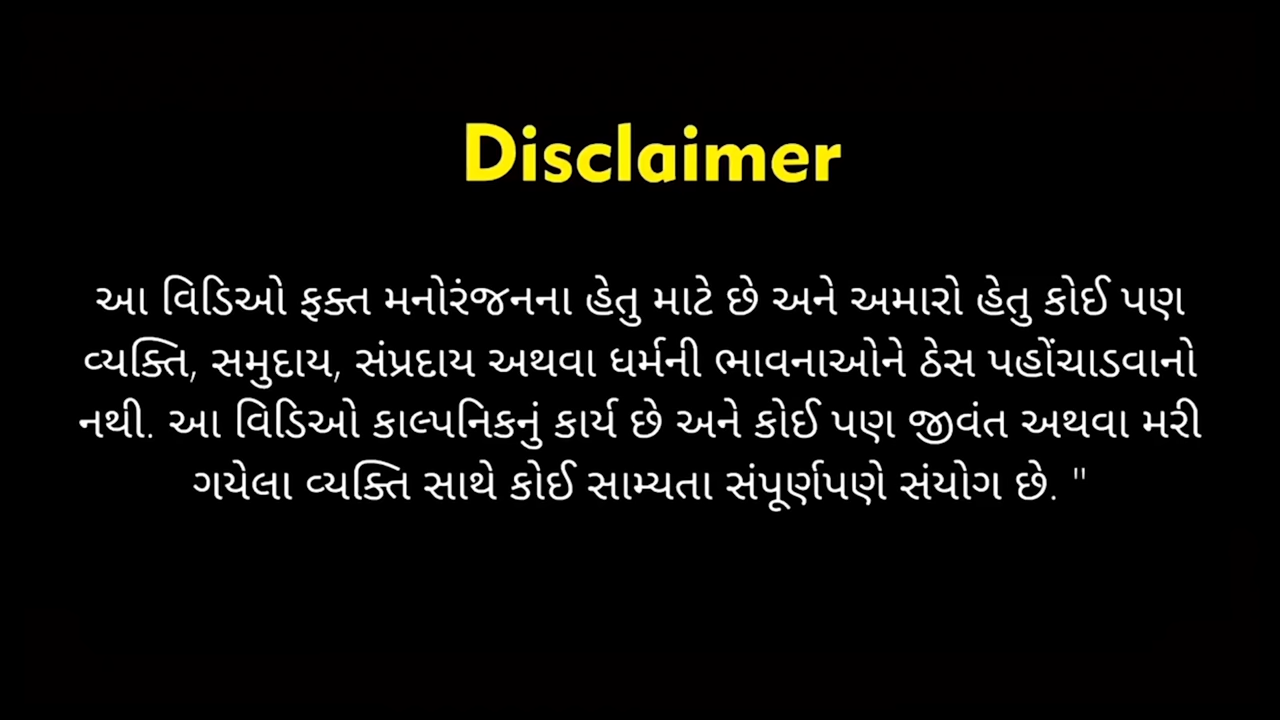 Disclaimer
આ વિડિઓ ફક્ત મનોરંજનના હેતુ માટે છે અને અમારો હેતુ કોઈ પણ
વ્યક્તિ, સમુદાય, સંપ્રદાય અથવા ધર્મની ભાવનાઓને ઠેસ પહોંચાડવાનો
નથી. આ વિડિઓ કાલ્પનિકનું કાર્ય છે અને કોઈ પણ જીવંત અથવા મરી
ગયેલા વ્યક્તિ સાથે કોઈ સામ્યતા સંપૂર્ણપણે સંયોગ છે. "